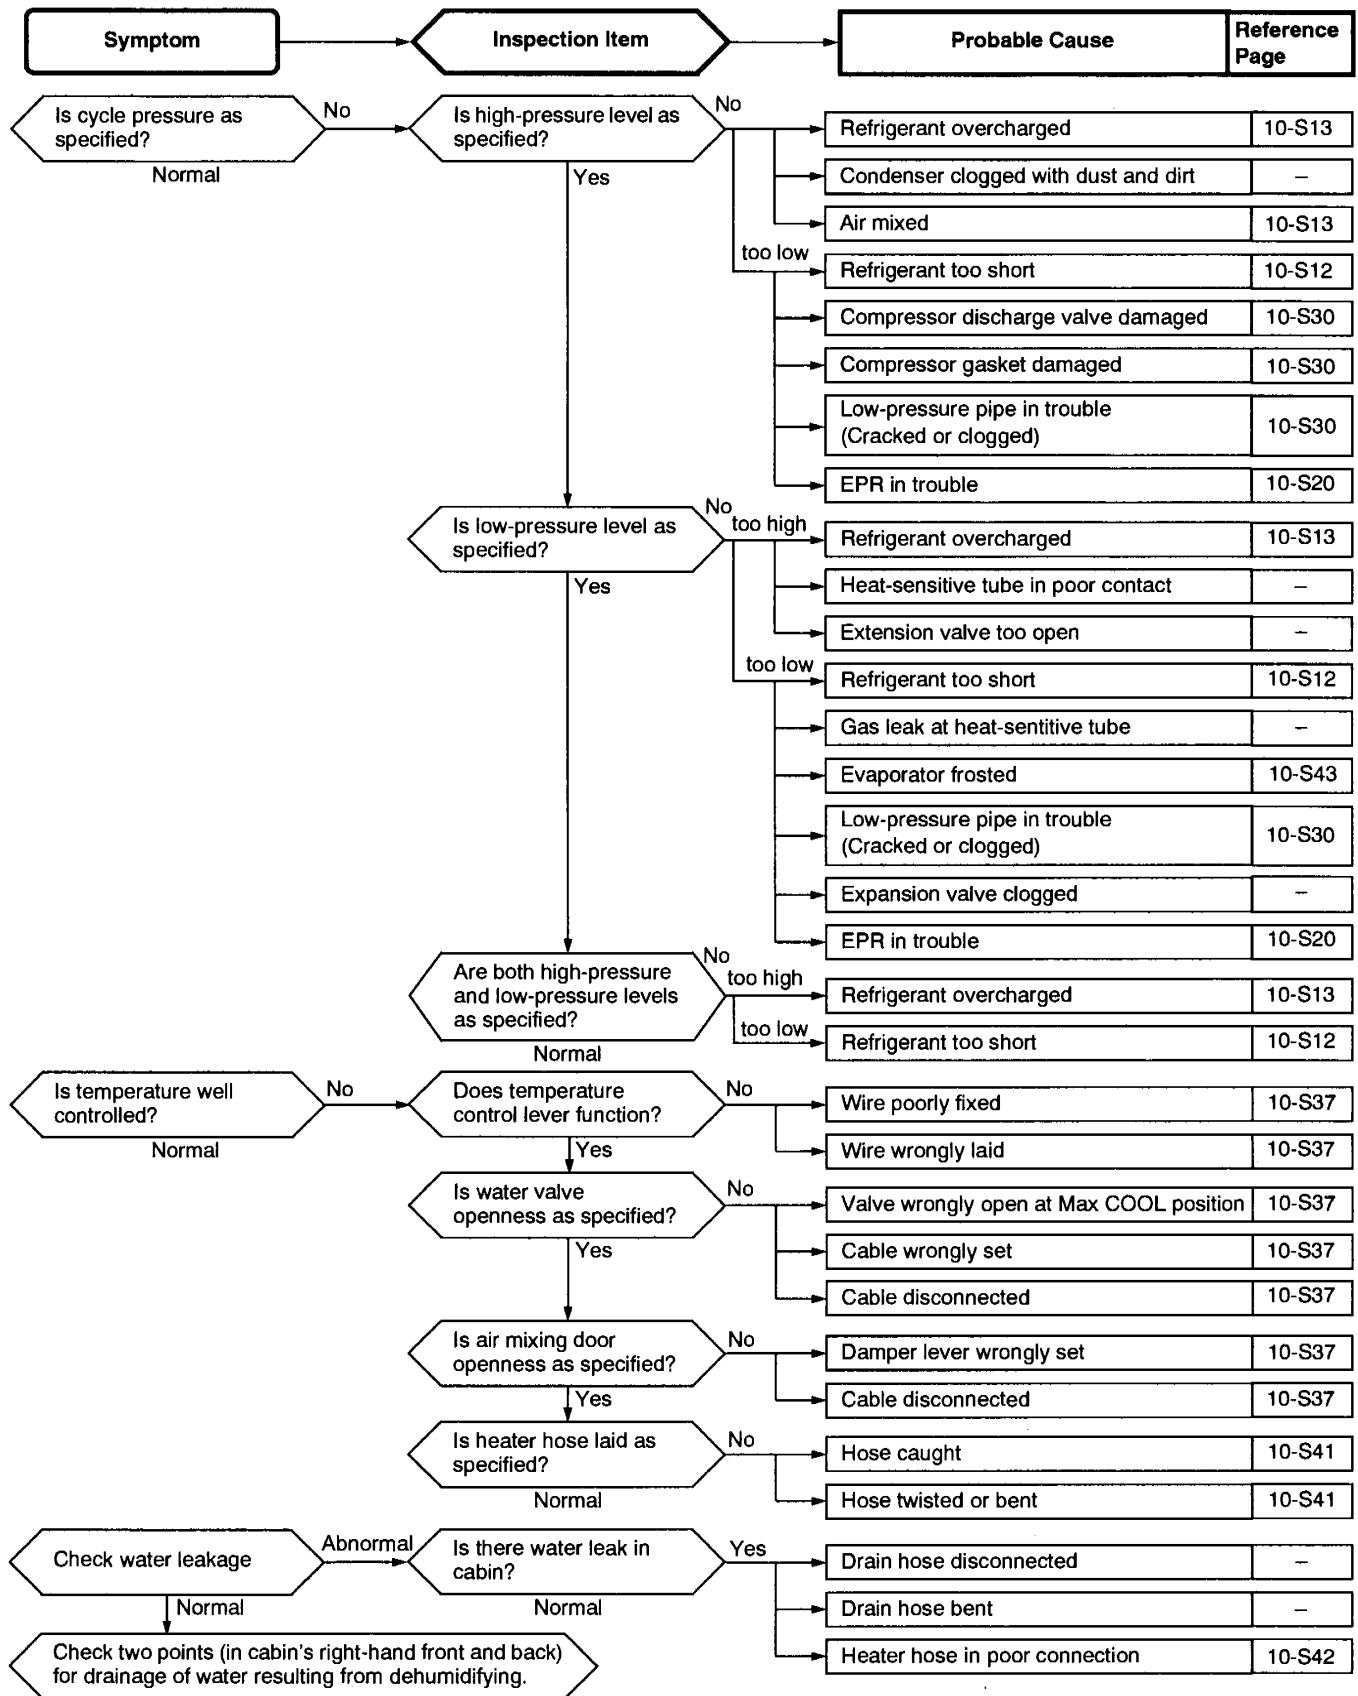 Symptom
Inspection Item
Probable Cause
Reference
Page
Is cycle pressure as
specified?
No
Normal
Is high-pressure level as
specified?
No
Yes
Refrigerant overcharged
10-S13
Condenser clogged with dust and dirt
–
Air mixed
10-S13
too low
Refrigerant too short
10-S12
Compressor discharge valve damaged
10-S30
Compressor gasket damaged
10-S30
Low-pressure pipe in trouble
(Cracked or clogged)
10-S30
EPR in trouble
10-S20
Is low-pressure level as
specified?
No
too high
Yes
Refrigerant overcharged
10-S13
Heat-sensitive tube in poor contact
–
Extension valve too open
–
too low
Refrigerant too short
10-S12
Gas leak at heat-sentitive tube
–
Evaporator frosted
10-S43
Low-pressure pipe in trouble
(Cracked or clogged)
10-S30
Expansion valve clogged
–
EPR in trouble
10-S20
Are both high-pressure
and low-pressure levels
as specified?
No
too high
Refrigerant overcharged
10-S13
too low
Refrigerant too short
10-S12
Normal
Is temperature well
controlled?
No
Normal
Does temperature
control lever function?
No
Yes
Wire poorly fixed
10-S37
Wire wrongly laid
10-S37
Is water valve
openness as specified?
No
Yes
Valve wrongly open at Max COOL position
10-S37
Cable wrongly set
10-S37
Cable disconnected
10-S37
Is air mixing door
openness as specified?
No
Yes
Damper lever wrongly set
10-S37
Cable disconnected
10-S37
Is heater hose laid as
specified?
No
Normal
Hose caught
10-S41
Hose twisted or bent
10-S41
Check water leakage
Abnormal
Normal
Is there water leak in
cabin?
Yes
Normal
Drain hose disconnected
–
Drain hose bent
–
Heater hose in poor connection
10-S42
Check two points (in cabin's right-hand front and back)
for drainage of water resulting from dehumidifying.